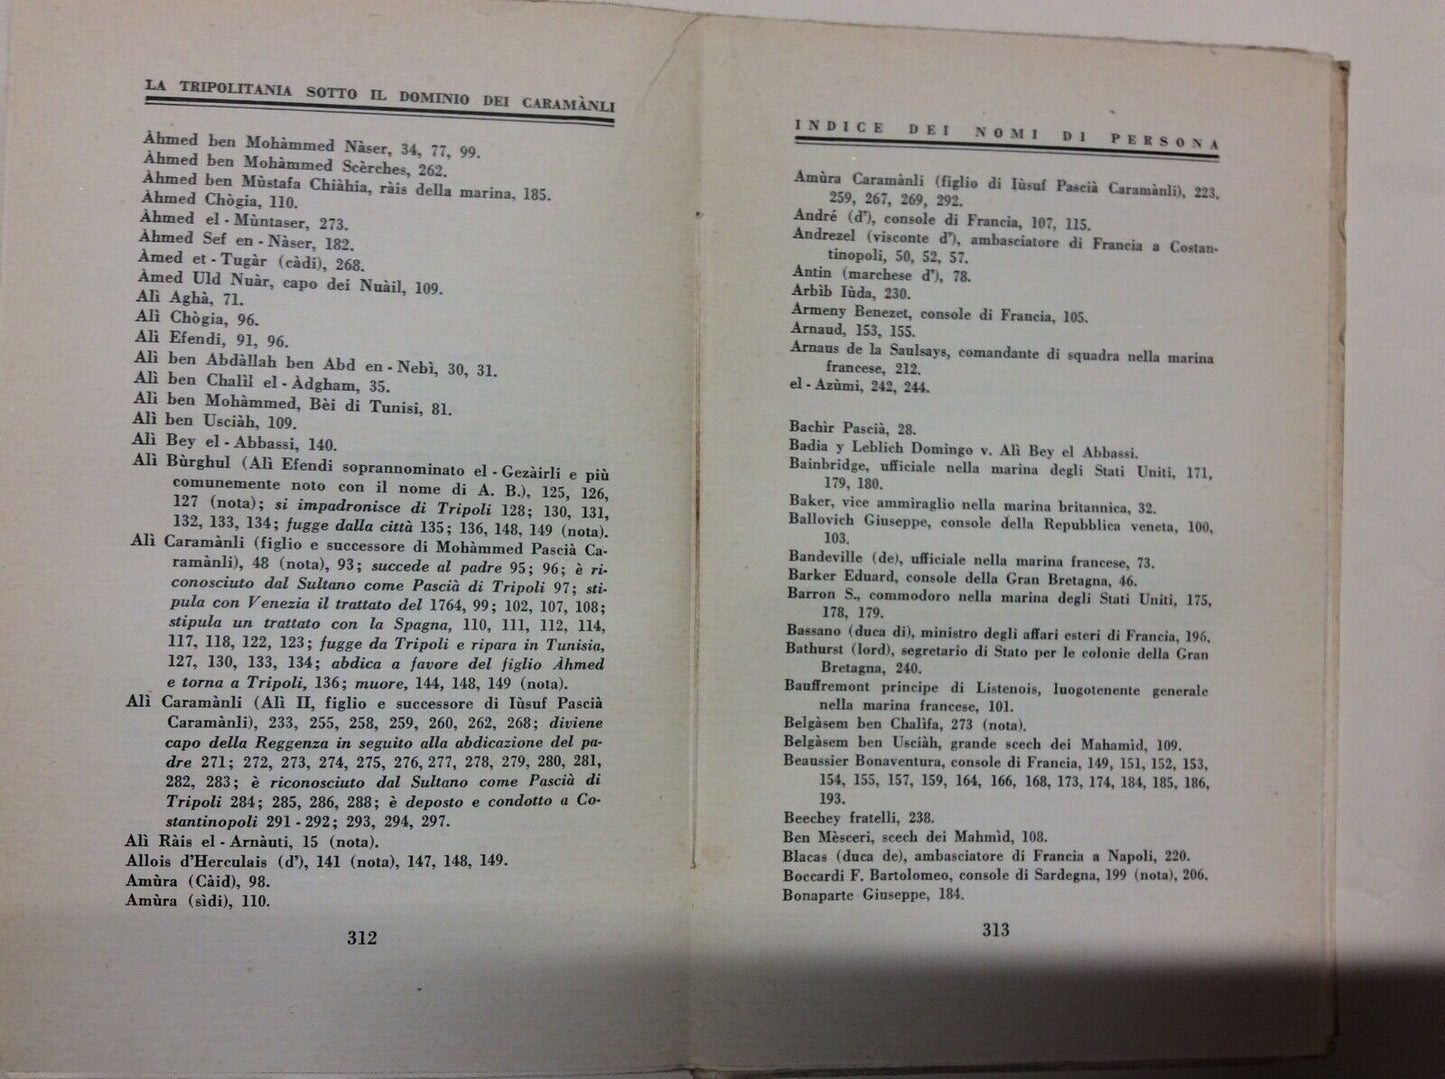 LA TRIPOLITANIA SOTTO IL DOMINIO DEI CARAMÀNLI
Àhmed ben Mohàmmed Nàser, 34, 77, 99.
Àhmed ben Mohàmmed Scèrches, 262.
Àhmed ben Mùstafa Chiàhia, ràis della marina, 185.
Àhmed Chògia, 110.
Àhmed el - Mùntaser, 273.
Àhmed Sef en - Nàser, 182.
Àmed et - Tugàr (càdi), 268.
Àmed Uld Nuàr, capo dei Nuàil, 109.
Alì Aghà, 71.
Alì Chògia, 96.
Alì Efendi, 91, 96.
Alì ben Abdàllah ben Abd en - Nebì, 30, 31.
Alì ben Chalìl el - Àdgham, 35.
Alì ben Mohàmmed, Bèi di Tunisi, 81.
Alì ben Usciàh, 109.
Alì Bey el - Abbassi, 140.
Alì Bùrghul (Alì Efendi soprannominato el - Gezàirli e più
comunemente noto con il nome di A. B.), 125, 126,
127 (nota); si impadronisce di Tripoli 128; 130, 131,
132, 133, 134; fugge dalla città 135; 136, 148, 149 (nota).
Alì Caramànli (figlio e successore di Mohàmmed Pascià Ca-
ramànli), 48 (nota), 93; succede al padre 95; 96; è ri-
conosciuto dal Sultano come Pascià di Tripoli 97; sti-
pula con Venezia il trattato del 1764, 99; 102, 107, 108;
stipula un trattato con la Spagna, 110, 111, 112, 114,
117, 118, 122, 123; fugge da Tripoli e ripara in Tunisia,
127, 130, 133, 134; abdica a favore del figlio Àhmed
e torna a Tripoli, 136; muore, 144, 148, 149 (nota).
Alì Caramànli (Alì II, figlio e successore di Iùsuf Pascià
Caramànli), 233, 255, 258, 259, 260, 262, 268; diviene
capo della Reggenza in seguito alla abdicazione del pa-
dre 271; 272, 273, 274, 275, 276, 277, 278, 279, 280, 281,
282, 283; è riconosciuto dal Sultano come Pascià di
Tripoli 284; 285, 286, 288; è deposto e condotto a Co-
stantinopoli 291 - 292; 293, 294, 297.
Alì Ràis el - Arnàuti, 15 (nota).
Allois d'Herculais (d'), 141 (nota), 147, 148, 149.
Amùra (Càid), 98.
Amùra (sìdi), 110.
312
INDICE DEI NOMI DI PERSONA
Amùra Caramànli (figlio di Iùsuf Pascià Caramànli), 223,
259, 267, 269, 292.
André (d'), console di Francia, 107, 115.
Andrezel (visconte d'), ambasciatore di Francia a Costan-
tinopoli, 50, 52, 57.
Antin (marchese d'), 78.
Arbìb Iùda, 230.
Armeny Benezet, console di Francia, 105.
Arnaud, 153, 155.
Arnaus de la Saulsays, comandante di squadra nella marina
francese, 212.
el - Azùmi, 242, 244.
Bachìr Pascià, 28.
Badia y Leblich Domingo v. Alì Bey el Abbassi.
Bainbridge, ufficiale nella marina degli Stati Uniti, 171,
179, 180.
Baker, vice ammiraglio nella marina britannica, 32.
Ballovich Giuseppe, console della Repubblica veneta, 100,
103.
Bandeville (de), ufficiale nella marina francese, 73.
Barker Eduard, console della Gran Bretagna, 46.
Barron S., commodoro nella marina degli Stati Uniti, 175,
178, 179.
Bassano (duca di), ministro degli affari esteri di Francia, 196.
Bathurst (lord), segretario di Stato per le colonie della Gran
Bretagna, 240.
Bauffremont principe di Listenois, luogotenente generale
nella marina francese, 101.
Belgàsem ben Chalìfa, 273 (nota).
Belgàsem ben Usciàh, grande scech dei Mahamìd, 109.
Beaussier Bonaventura, console di Francia, 149, 151, 152, 153,
154, 155, 157, 159, 164, 166, 168, 173, 174, 184, 185, 186,
193.
Beechey fratelli, 238.
Ben Mèsceri, scech dei Mahmìd, 108.
Blacas (duca de), ambasciatore di Francia a Napoli, 220.
Boccardi F. Bartolomeo, console di Sardegna, 199 (nota), 206.
Bonaparte Giuseppe, 184.
313